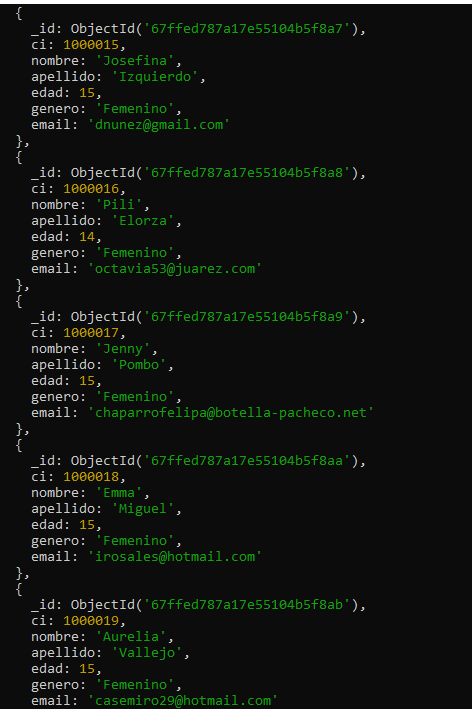 {
_id: ObjectId('67ffed787a17e55104b5f8a7'),
ci: 1000015,
nombre: 'Josefina',
apellido: 'Izquierdo',
edad: 15,
genero: 'Femenino',
email: 'dnunez@gmail.com'
},
{
_id: ObjectId('67ffed787a17e55104b5f8a8'),
ci: 1000016,
nombre: 'Pili',
apellido: 'Elorza',
edad: 14,
genero: 'Femenino',
email: 'octavia53@juarez.com'
},
{
_id: ObjectId('67ffed787a17e55104b5f8a9'),
ci: 1000017,
nombre: 'Jenny',
apellido: 'Pombo',
edad: 15,
genero: 'Femenino',
email: 'chaparrofelipa@botella-pacheco.net'
},
{
_id: ObjectId('67ffed787a17e55104b5f8aa'),
ci: 1000018,
nombre: 'Emma',
apellido: 'Miguel',
edad: 15,
genero: 'Femenino',
email: 'irosales@hotmail.com'
},
{
_id: ObjectId('67ffed787a17e55104b5f8ab'),
ci: 1000019,
nombre: 'Aurelia',
apellido: 'Vallejo',
edad: 15,
genero: 'Femenino',
email: 'casemiro29@hotmail.com'